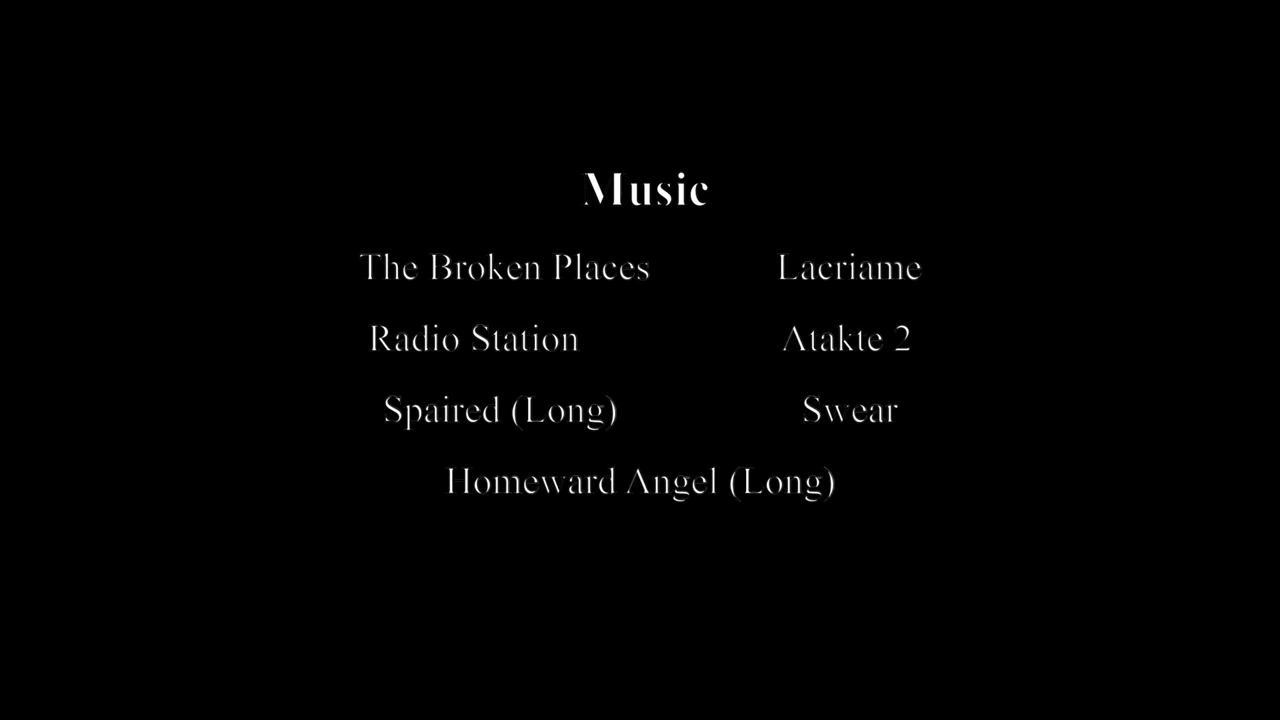 Music
The Broken Places Lacriame
Radio Station Atakte 2
Spaired (Long) Swear
Homeward Angel (Long)